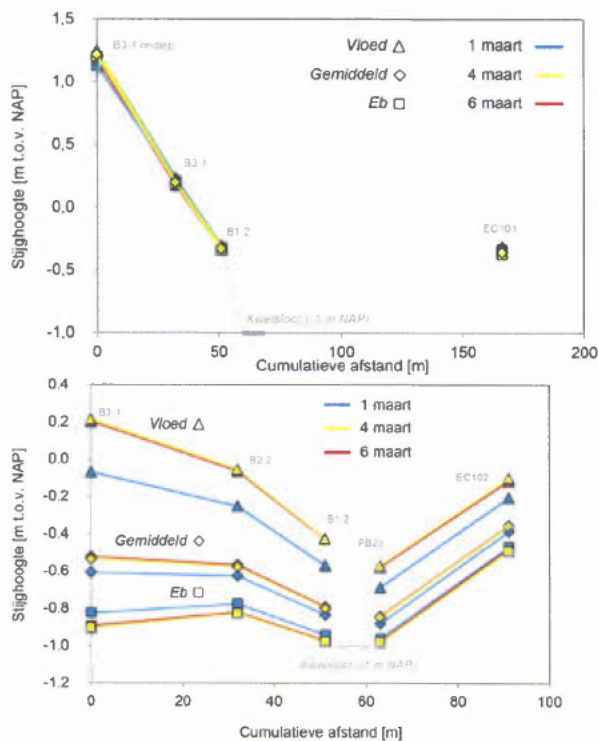 1,5
1,0
0,5
0,0
-0,5
-1,0
Stijghoogte [m t.o.v. NAP]
B3-1
B2-1
B1-2
EC101
Vloed △
Gemiddeld ◇
Eb □
1 maart
4 maart
6 maart
NAP)
0 50 100 150 200
Cumulatieve afstand [m]
0.4
0.2
0.0
-0.2
-0.4
-0.6
-0.8
-1.0
-1.2
Stijghoogte [m t.o.v. NAP]
B3-1
Vloed △
1 maart
4 maart
6 maart
B2-2
EC102
B1-2
Gemiddeld ◇
Eb □
m NAP)
0 20 40 60 80 100
Cumulatieve afstand [m]